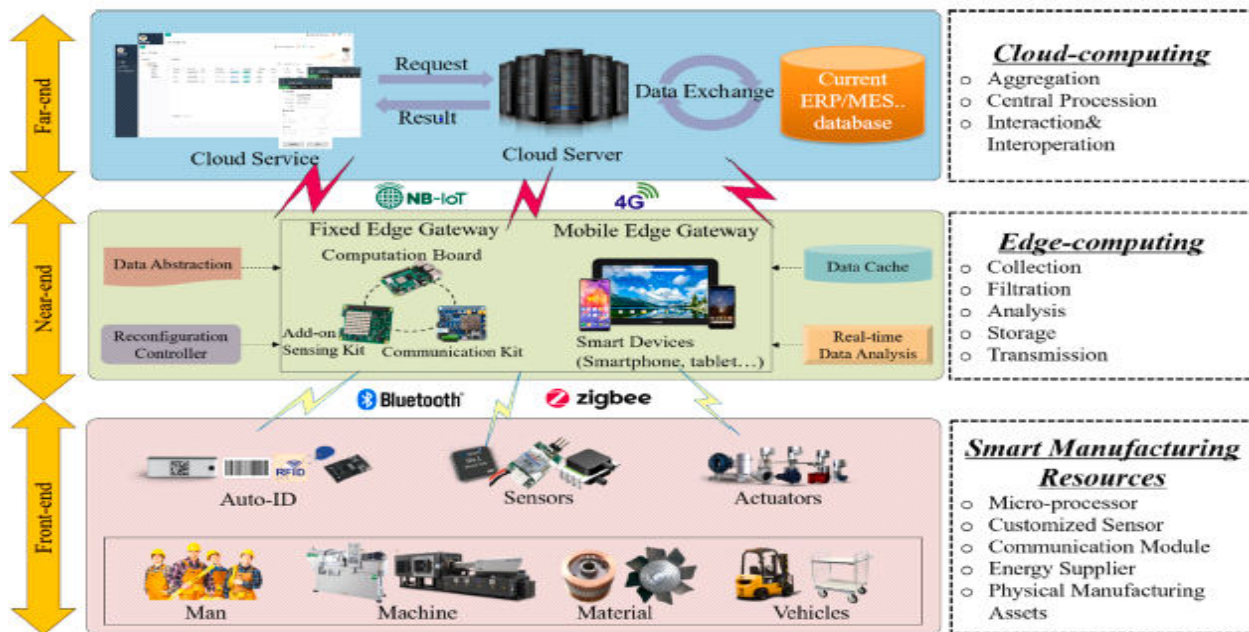 Far-end
Request
Result
Data Exchange
Current
ERP/MES..
database
Cloud Service
Cloud Server
Cloud-computing
Aggregation
Central Procession
Interaction&
Interoperation
NB-IoT
4G
Near-end
Data Abstraction
Reconfiguration
Controller
Fixed Edge Gateway
Computation Board
Add-on
Sensing Kit
Communication Kit
Mobile Edge Gateway
Smart Devices
(Smartphone, tablet…)
Data Cache
Real-time
Data Analysis
Edge-computing
Collection
Filtration
Analysis
Storage
Transmission
Bluetooth
zigbee
Front-end
RFID
Auto-ID
Sensors
Actuators
Man
Machine
Material
Vehicles
Smart Manufacturing
Resources
Micro-processor
Customized Sensor
Communication Module
Energy Supplier
Physical Manufacturing
Assets